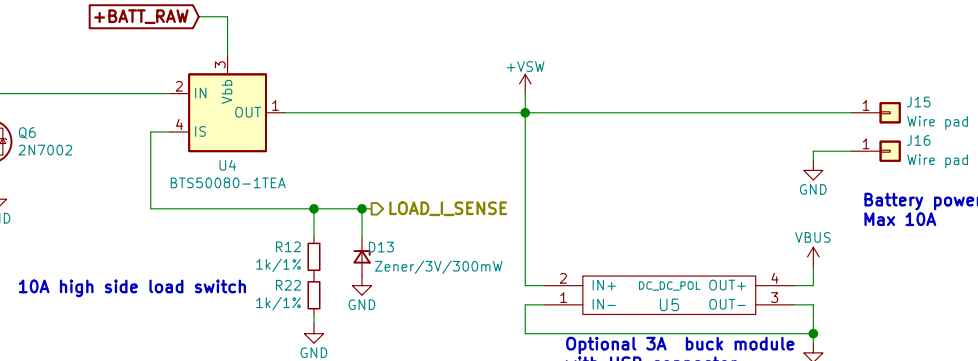 +BATT_RAW
3
Vbb
+VSW
2
IN
OUT
1
4
IS
U4
BTS50080-1TEA
Q6
2N7002
1
J15
Wire pad
1
J16
Wire pad
GND
Battery power
Max 10A
LOAD_I_SENSE
R12
1k/1%
R22
1k/1%
D13
Zener/3V/300mW
GND
GND
10A high side load switch
VBUS
2
IN+
DC_DC_POL
OUT+
4
1
IN-
U5
OUT-
3
Optional 3A buck module